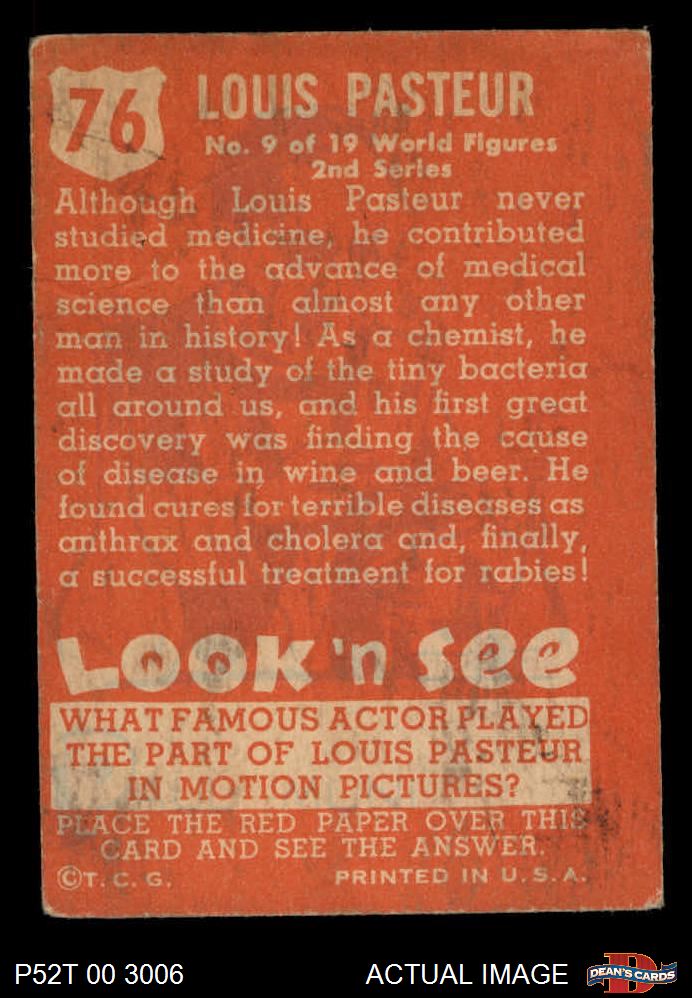 76
LOUIS PASTEUR
No. 9 of 19 World Figures
2nd Series
Although Louis Pasteur never
studied medicine, he contributed
more to the advance of medical
science than almost any other
man in history! As a chemist, he
made a study of the tiny bacteria
all around us, and his first great
discovery was finding the cause
of disease in wine and beer. He
found cures for terrible diseases as
anthrax and cholera and, finally,
a successful treatment for rabies!
LOOK 'n SEE
WHAT FAMOUS ACTOR PLAYED
THE PART OF LOUIS PASTEUR
IN MOTION PICTURES?
PLACE THE RED PAPER OVER THIS
CARD AND SEE THE ANSWER.
©T. C. G. PRINTED IN U. S. A.
P52T 00 3006 ACTUAL IMAGE D DEAN'S CARDS